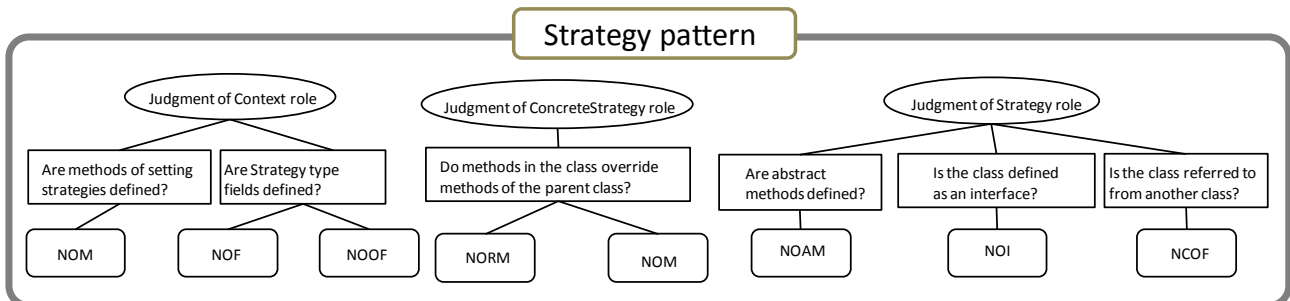 Strategy pattern
Judgment of Context role
Are methods of setting
strategies defined?
Are Strategy type
fields defined?
NOM
NOF
NOOF
Judgment of ConcreteStrategy role
Do methods in the class override
methods of the parent class?
NORM
NOM
Judgment of Strategy role
Are abstract
methods defined?
Is the class defined
as an interface?
Is the class referred to
from another class?
NOAM
NOI
NCOF